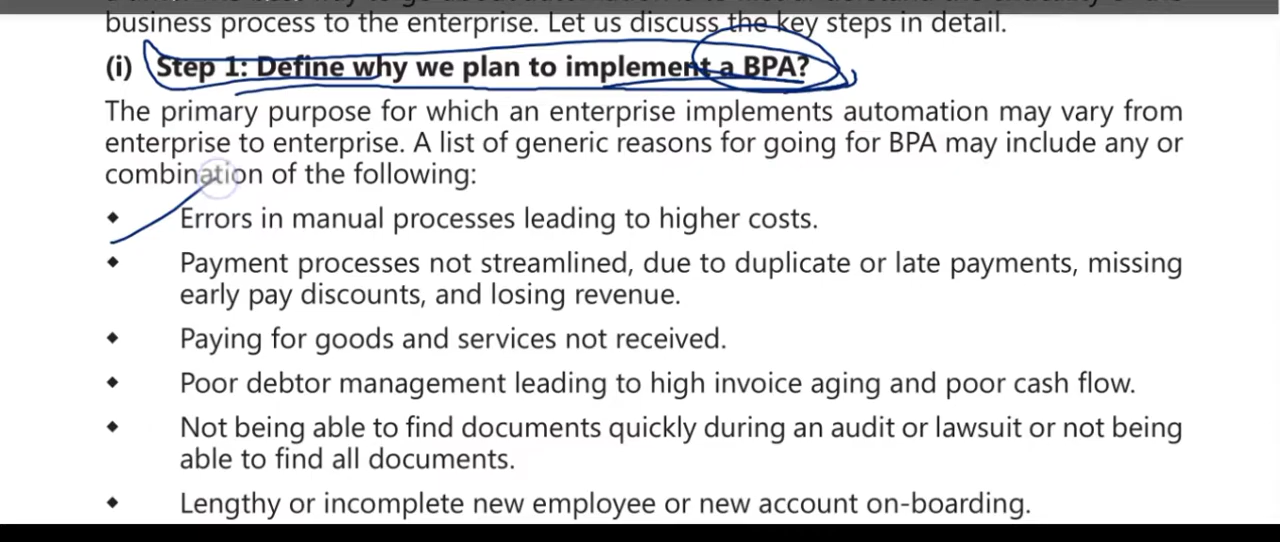 business process to the enterprise. Let us discuss the key steps in detail.
(i) Step 1: Define why we plan to implement a BPA?
The primary purpose for which an enterprise implements automation may vary from
enterprise to enterprise. A list of generic reasons for going for BPA may include any or
combination of the following:
◆ Errors in manual processes leading to higher costs.
◆ Payment processes not streamlined, due to duplicate or late payments, missing
early pay discounts, and losing revenue.
◆ Paying for goods and services not received.
◆ Poor debtor management leading to high invoice aging and poor cash flow.
◆ Not being able to find documents quickly during an audit or lawsuit or not being
able to find all documents.
◆ Lengthy or incomplete new employee or new account on-boarding.